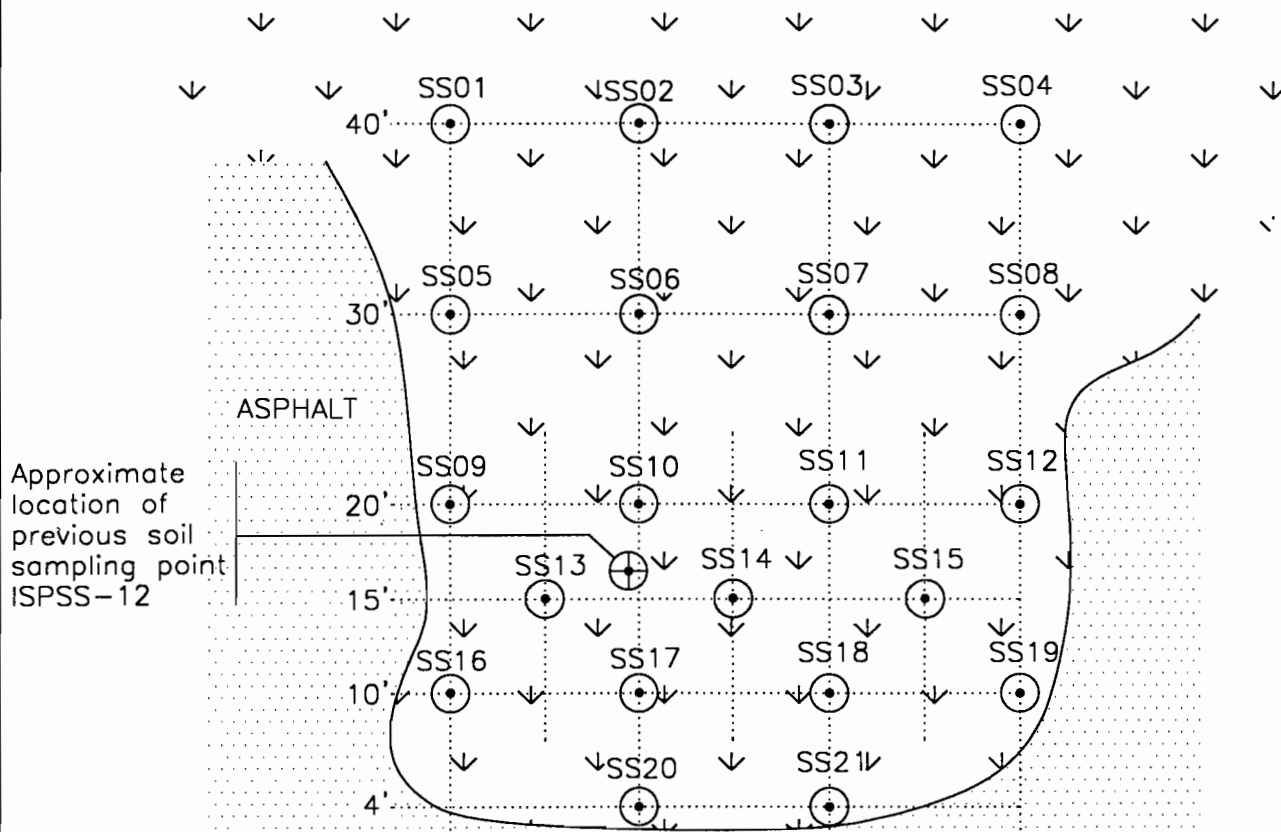 SS01 SS02 SS03 SS04
40'
SS05 SS06 SS07 SS08
30'
ASPHALT
SS09 SS10 SS11 SS12
20'
Approximate
location of
previous soil
sampling point
ISPSS-12
SS13 SS14 SS15
15'
SS16 SS17 SS18 SS19
10'
SS20 SS21
4'